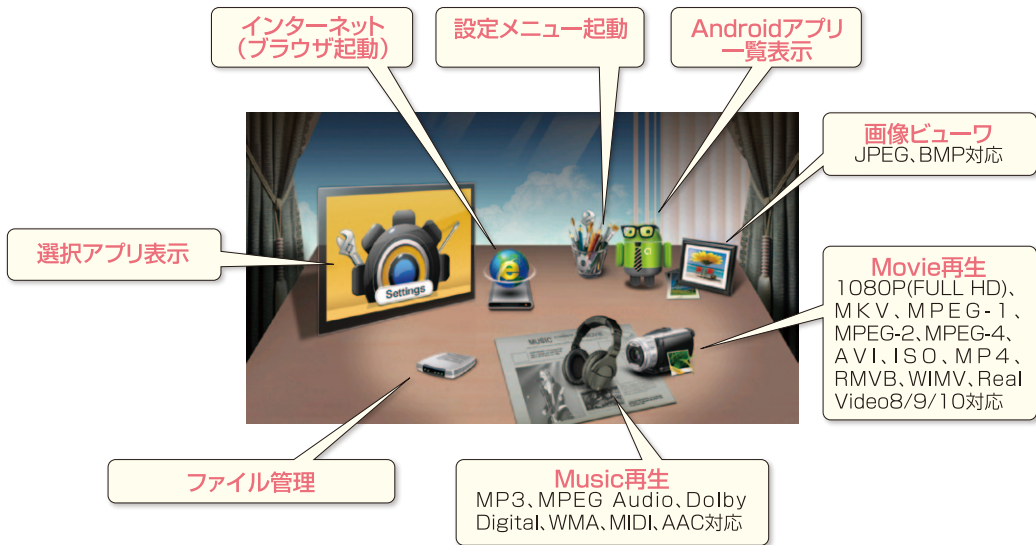 インターネット
（ブラウザ起動）
設定メニュー起動
Androidアプリ
一覧表示
画像ビューワ
JPEG、BMP対応
選択アプリ表示
Settings
Movie再生
1080P(FULL HD)、
MKV、MPEG-1、
MPEG-2、MPEG-4、
AVI、ISO、MP4、
RMVB、WIMV、Real
Video8/9/10対応
MUSIC
ファイル管理
Music再生
MP3、MPEG Audio、Dolby
Digital、WMA、MIDI、AAC対応